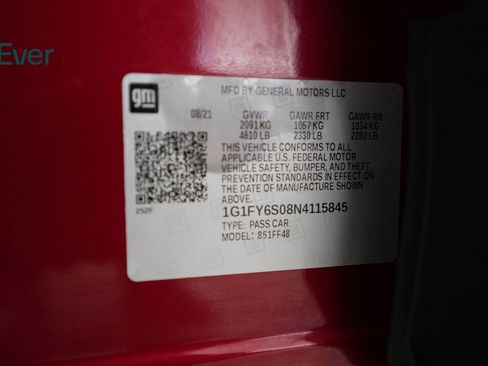 Ever
gm
MFD BY GENERAL MOTORS LLC
08/21 GVWR GAWR FRT GAWR RR
2091 KG 1057 KG 1034 KG
4610 LB 2330 LB 2280 LB
THIS VEHICLE CONFORMS TO ALL
APPLICABLE U.S. FEDERAL MOTOR
VEHICLE SAFETY, BUMPER, AND THEFT
PREVENTION STANDARDS IN EFFECT ON
THE DATE OF MANUFACTURE SHOWN
ABOVE.
252F
1G1FY6S08N4115845
TYPE: PASS CAR
MODEL: 851FF48